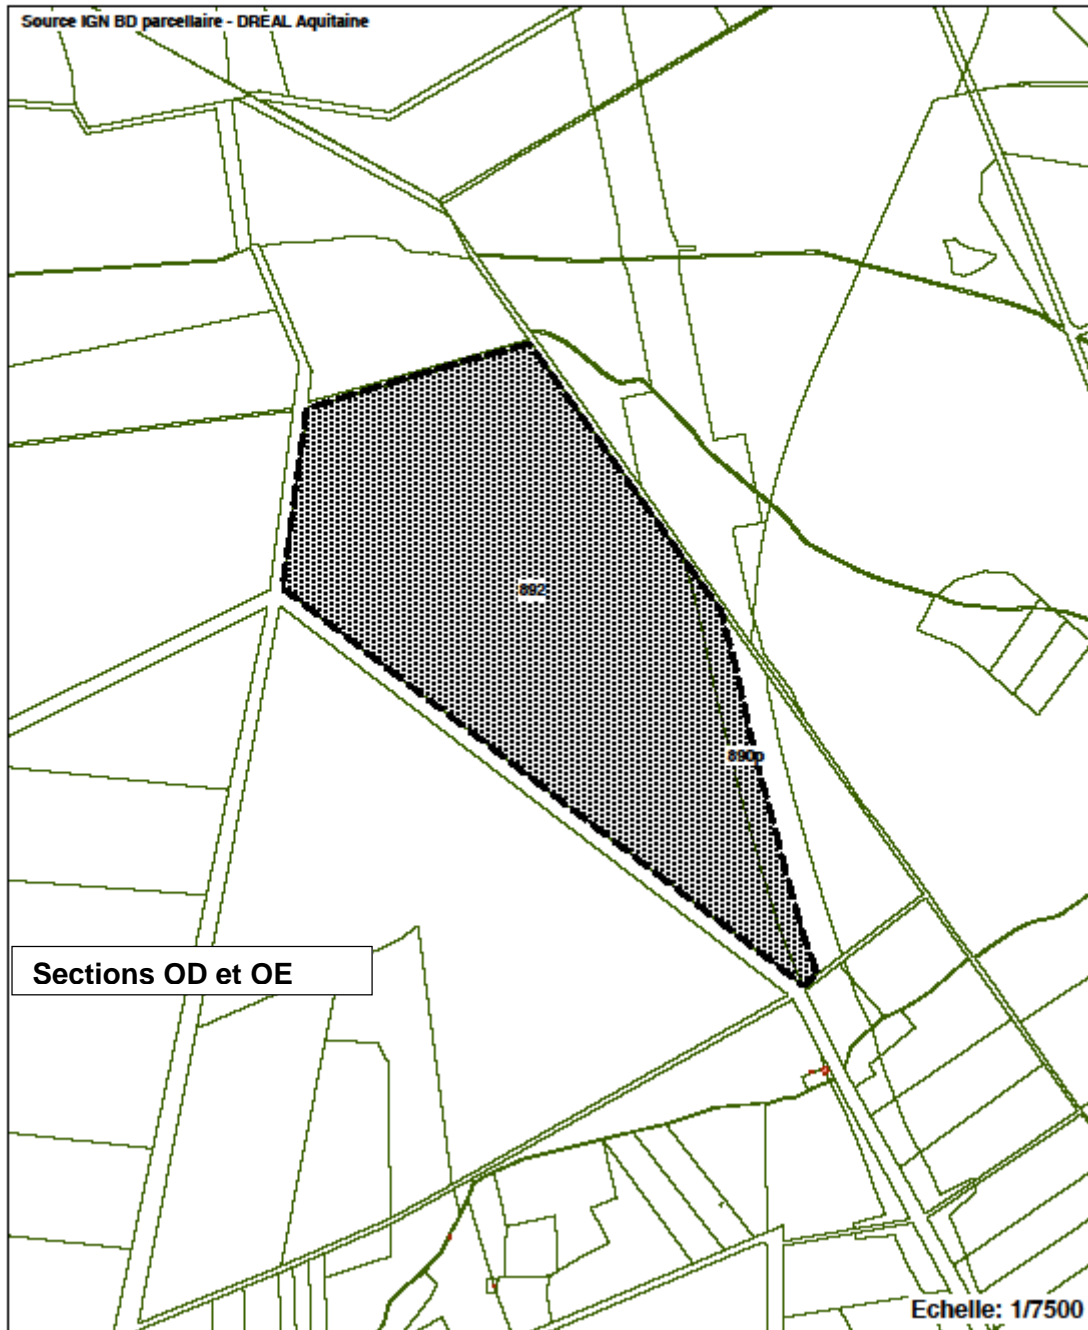 Source IGN BD parcellaire - DREAL Aquitaine
892
890p
Sections OD et OE
Echelle: 1/7500